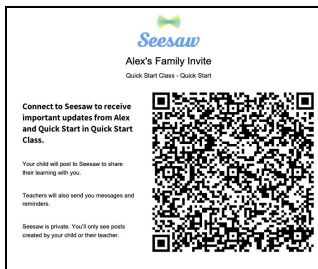 Seesaw
Alex's Family Invite
Quick Start Class - Quick Start
Connect to Seesaw to receive
important updates from Alex
and Quick Start in Quick Start
Class.
Your child will post to Seesaw to share
their learning with you.
Teachers will also send you messages and
reminders.
Seesaw is private. You'll only see posts
created by your child or their teacher.